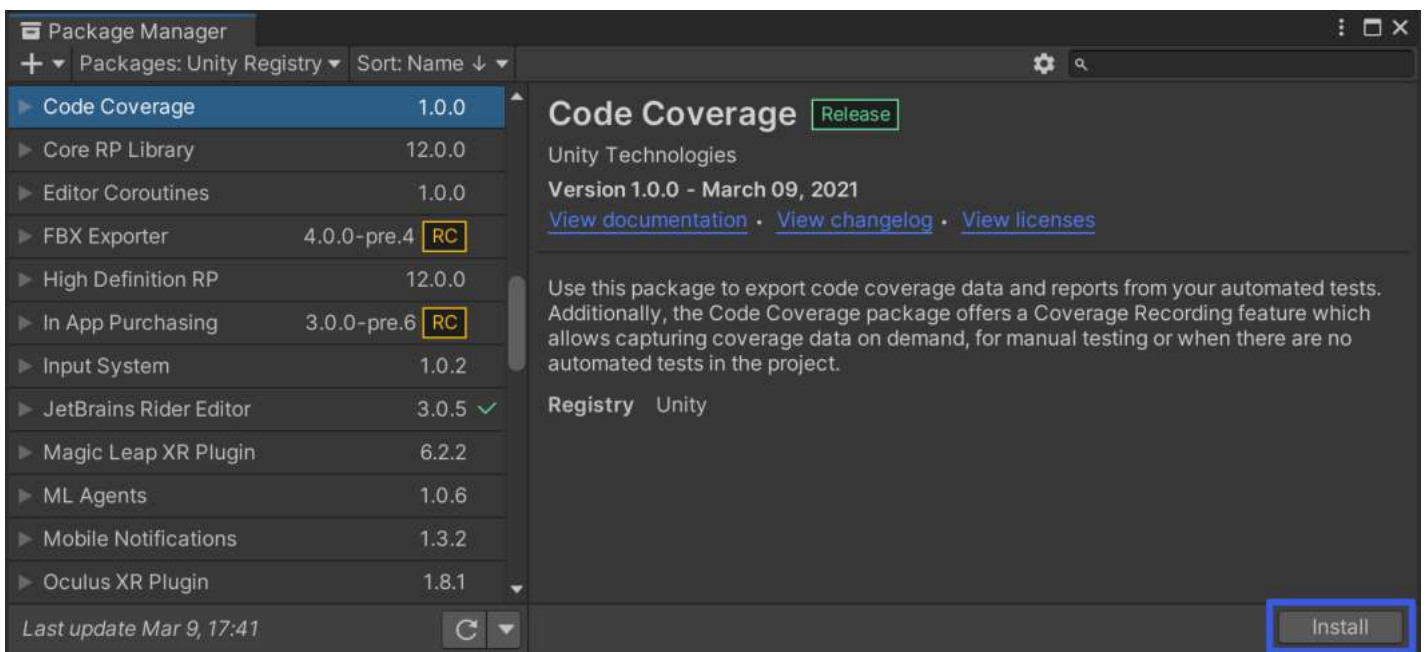 Package Manager
Packages: Unity Registry Sort: Name ↓
Code Coverage 1.0.0
Core RP Library 12.0.0
Editor Coroutines 1.0.0
FBX Exporter 4.0.0-pre.4 RC
High Definition RP 12.0.0
In App Purchasing 3.0.0-pre.6 RC
Input System 1.0.2
JetBrains Rider Editor 3.0.5
Magic Leap XR Plugin 6.2.2
ML Agents 1.0.6
Mobile Notifications 1.3.2
Oculus XR Plugin 1.8.1
Last update Mar 9, 17:41
Code Coverage Release
Unity Technologies
Version 1.0.0 - March 09, 2021
View documentation · View changelog · View licenses
Use this package to export code coverage data and reports from your automated tests.
Additionally, the Code Coverage package offers a Coverage Recording feature which
allows capturing coverage data on demand, for manual testing or when there are no
automated tests in the project.
Registry Unity
Install